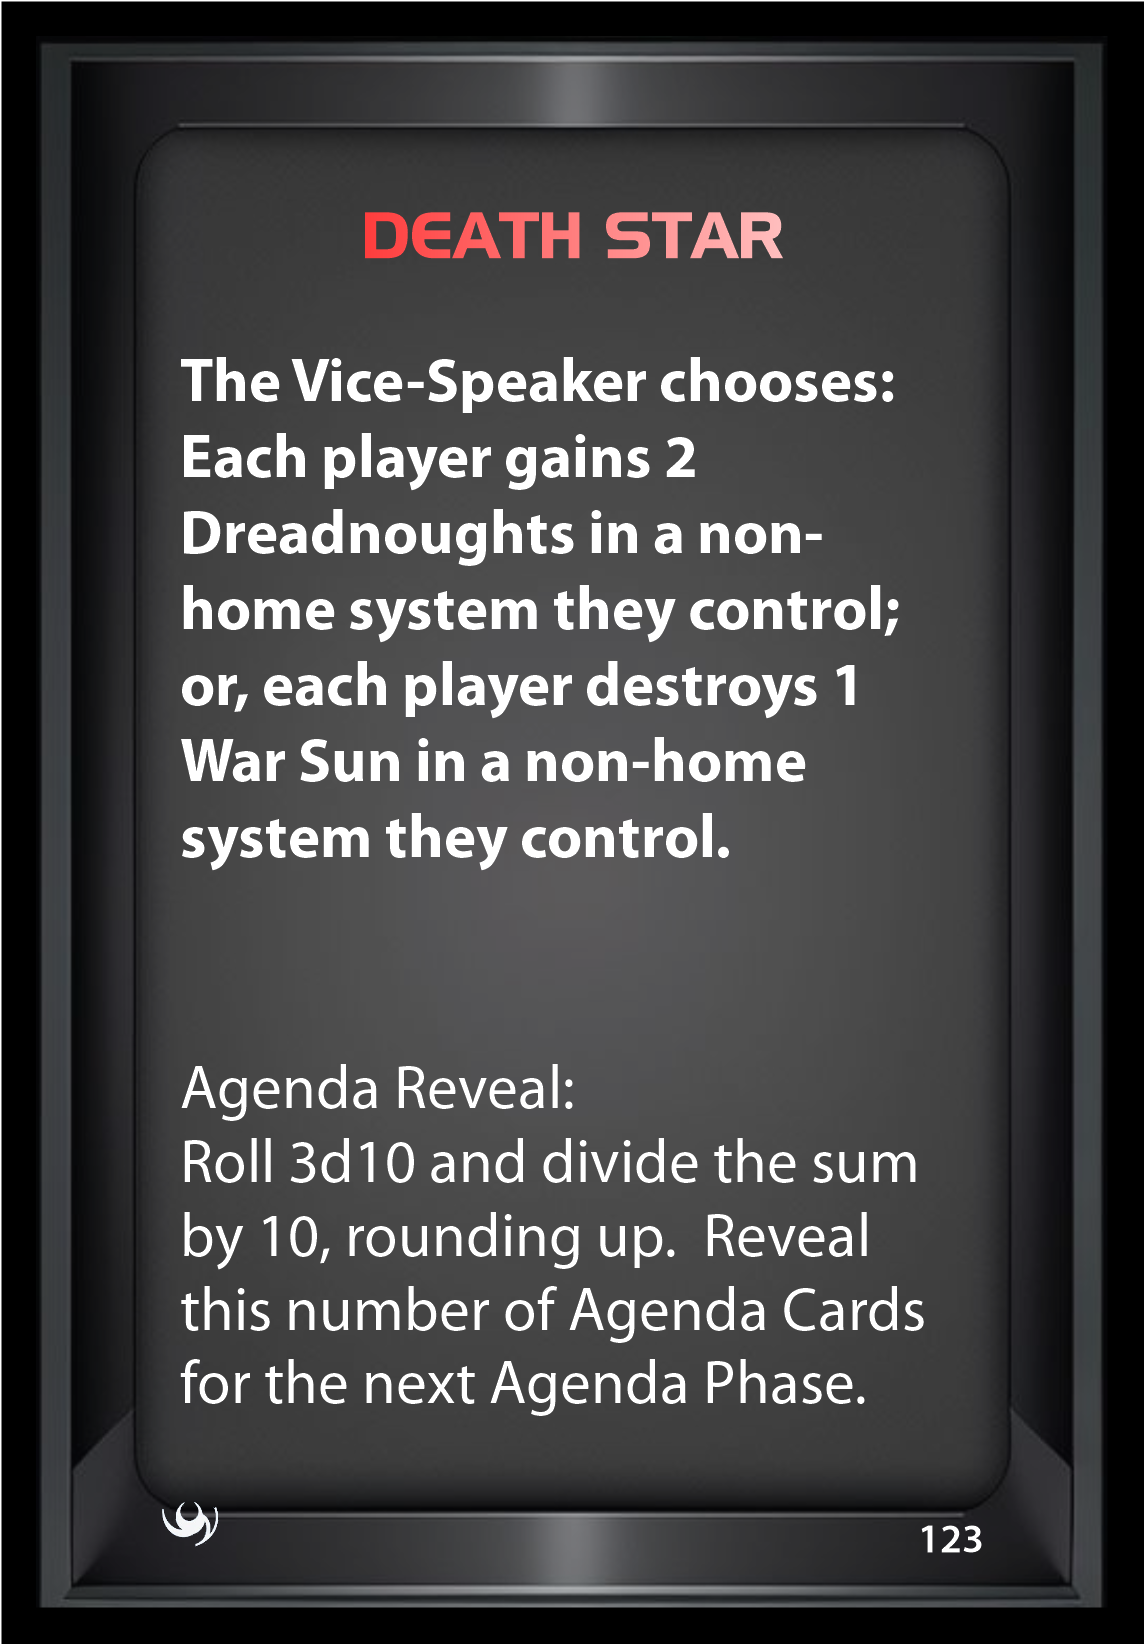 DEATH STAR
The Vice-Speaker chooses:
Each player gains 2
Dreadnoughts in a non-
home system they control;
or, each player destroys 1
War Sun in a non-home
system they control.
Agenda Reveal:
Roll 3d10 and divide the sum
by 10, rounding up.  Reveal
this number of Agenda Cards
for the next Agenda Phase.
123